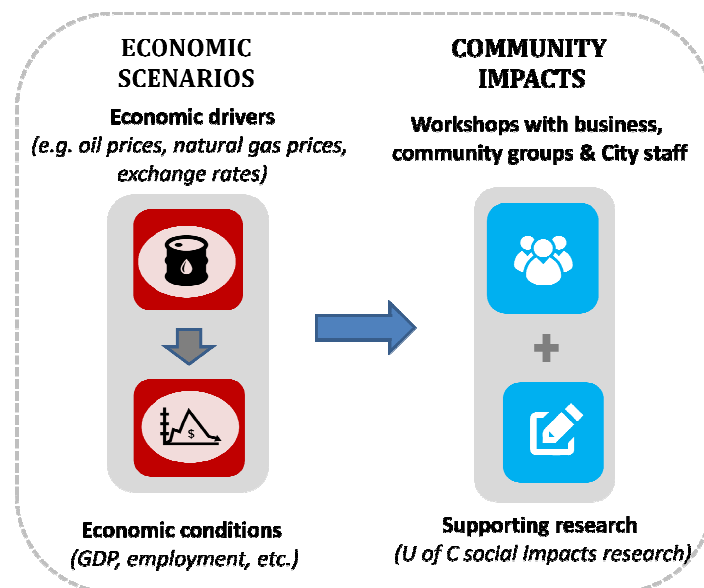 ECONOMIC
SCENARIOS
Economic drivers
(e.g. oil prices, natural gas prices,
exchange rates)
$
Economic conditions
(GDP, employment, etc.)
COMMUNITY
IMPACTS
Workshops with business,
community groups & City staff
+
Supporting research
(U of C social impacts research)